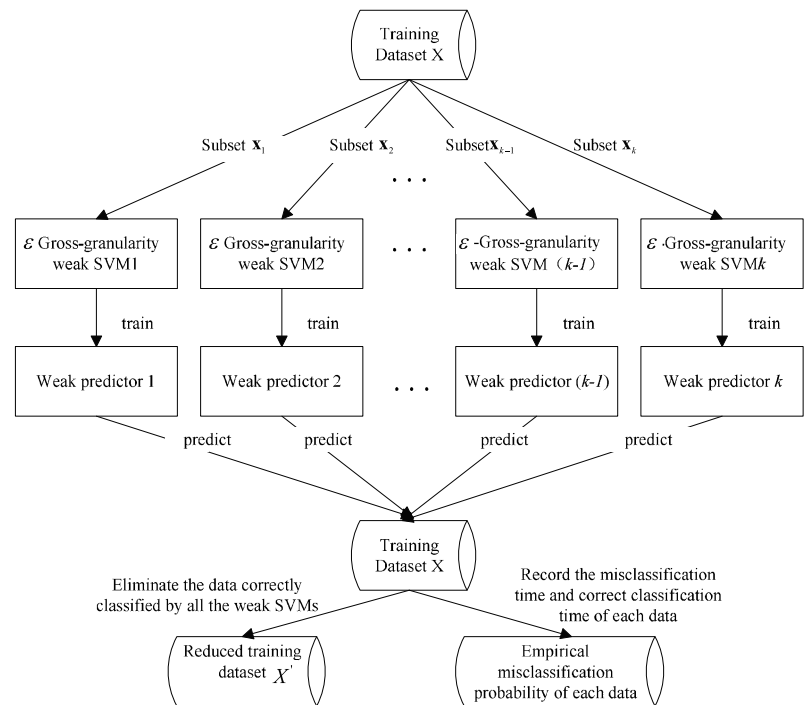 Training
Dataset X
Subset x₁
Subset x₂
Subsetxₖ₋₁
Subset xₖ
. . .
ε Gross-granularity
weak SVM1
ε Gross-granularity
weak SVM2
. . .
ε -Gross-granularity
weak SVM（k-1）
ε ·Gross-granularity
weak SVMk
train
train
train
train
Weak predictor 1
Weak predictor 2
. . .
Weak predictor (k-1)
Weak predictor k
predict
predict
predict
predict
Training
Dataset X
Eliminate the data correctly
classified by all the weak SVMs
Record the misclassification
time and correct classification
time of each data
Reduced training
dataset X'
Empirical
misclassification
probability of each data